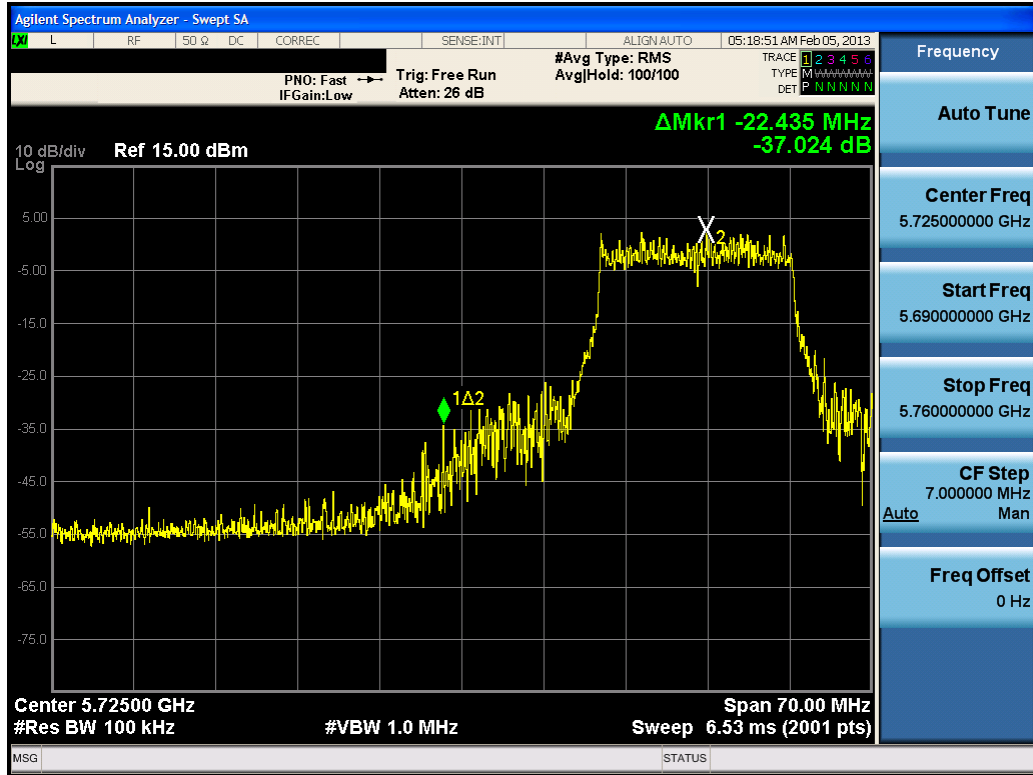 Agilent Spectrum Analyzer - Swept SA
LXI L RF 50 Ω DC CORREC SENSE:INT ALIGN AUTO 05:18:51 AM Feb 05, 2013
PNO: Fast
IFGain:Low
Trig: Free Run
Atten: 26 dB
#Avg Type: RMS
Avg|Hold: 100/100
TRACE 1 2 3 4 5 6
TYPE M WWWWW
DET P N N N N N
ΔMkr1 -22.435 MHz
-37.024 dB
10 dB/div Ref 15.00 dBm
Log
5.00
-5.00
-15.0
-25.0
-35.0
-45.0
-55.0
-65.0
-75.0
X2
1Δ2
Center 5.72500 GHz Span 70.00 MHz
#Res BW 100 kHz #VBW 1.0 MHz Sweep 6.53 ms (2001 pts)
MSG STATUS
Frequency
Auto Tune
Center Freq
5.725000000 GHz
Start Freq
5.690000000 GHz
Stop Freq
5.760000000 GHz
CF Step
7.000000 MHz
Auto Man
Freq Offset
0 Hz